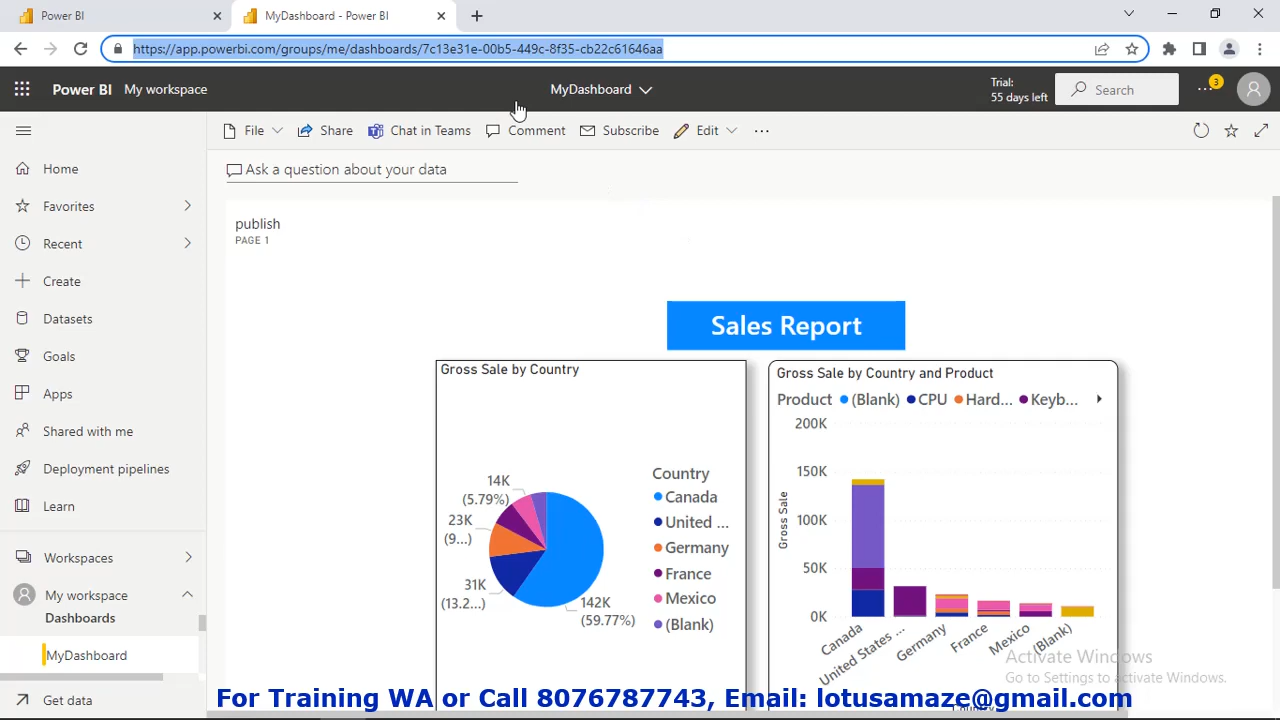 Power BI
MyDashboard - Power BI
https://app.powerbi.com/groups/me/dashboards/7c13e31e-00b5-449c-8f35-cb22c61646aa
Power BI My workspace
MyDashboard
Trial:
55 days left
Search
3
File
Share
Chat in Teams
Comment
Subscribe
Edit
Ask a question about your data
Home
Favorites
Recent
Create
Datasets
Goals
Apps
Shared with me
Deployment pipelines
Learn
Workspaces
My workspace
Dashboards
MyDashboard
Get data
publish
PAGE 1
Sales Report
Gross Sale by Country
14K
(5.79%)
23K
(9...)
31K
(13.2...)
142K
(59.77%)
Country
Canada
United ...
Germany
France
Mexico
(Blank)
Gross Sale by Country and Product
Product (Blank) CPU Hard... Keyb...
200K
150K
100K
50K
0K
Gross Sale
Canada
United States ...
Germany
France
Mexico
(Blank)
Activate Windows
Go to Settings to activate Windows.
For Training WA or Call 8076787743, Email: lotusamaze@gmail.com